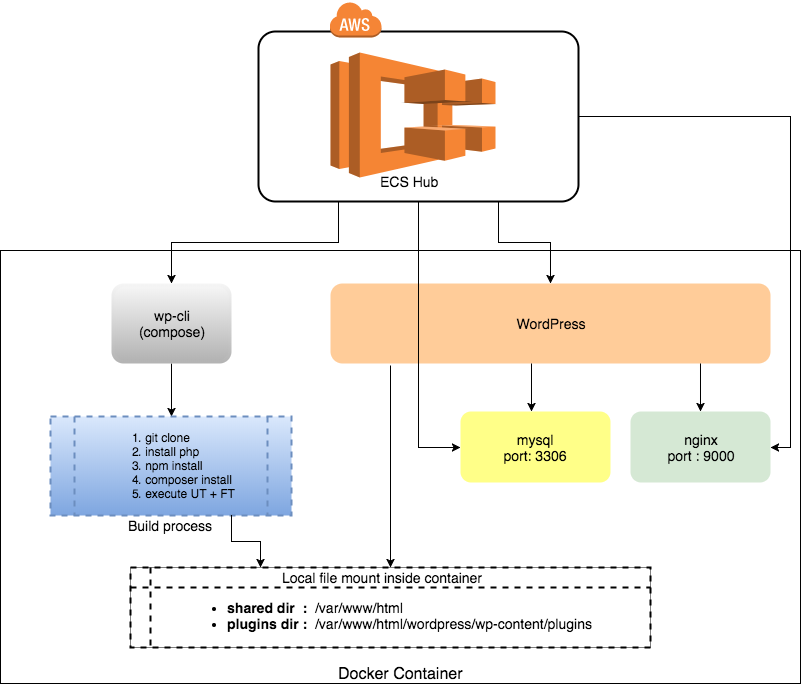 AWS
ECS Hub
wp-cli
(compose)
WordPress
1. git clone
2. install php
3. npm install
4. composer install
5. execute UT + FT
Build process
mysql
port: 3306
nginx
port : 9000
Local file mount inside container
• shared dir : /var/www/html
• plugins dir : /var/www/html/wordpress/wp-content/plugins
Docker Container